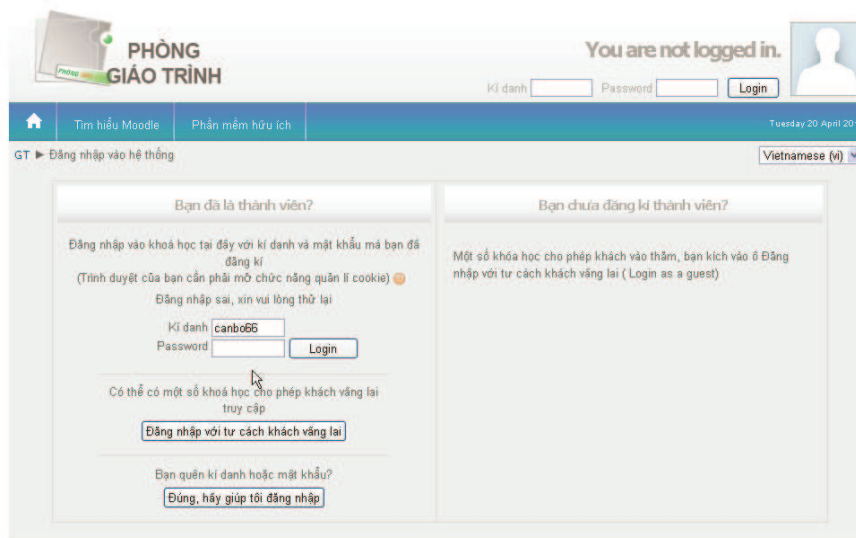 PHÒNG
GIÁO TRÌNH
You are not logged in.
Kí danh
Password
Login
Tìm hiểu Moodle
Phần mềm hữu ích
Tuesday 20 April
GT ► Đăng nhập vào hệ thống
Vietnamese (vi)
Bạn đã là thành viên?
Đăng nhập vào khoá học tại đây với kí danh và mật khẩu mà bạn đã
đăng kí
(Trình duyệt của bạn cần phải mở chức năng quản lí cookie)
Đăng nhập sai, xin vui lòng thử lại
Kí danh canbo66
Password
Login
Có thể có một số khoá học cho phép khách vãng lai
truy cập
Đăng nhập với tư cách khách vãng lai
Bạn quên kí danh hoặc mật khẩu?
Đúng, hãy giúp tôi đăng nhập
Bạn chưa đăng kí thành viên?
Một số khóa học cho phép khách vào thăm, bạn kích vào ô Đăng
nhập với tư cách khách vãng lai ( Login as a guest)